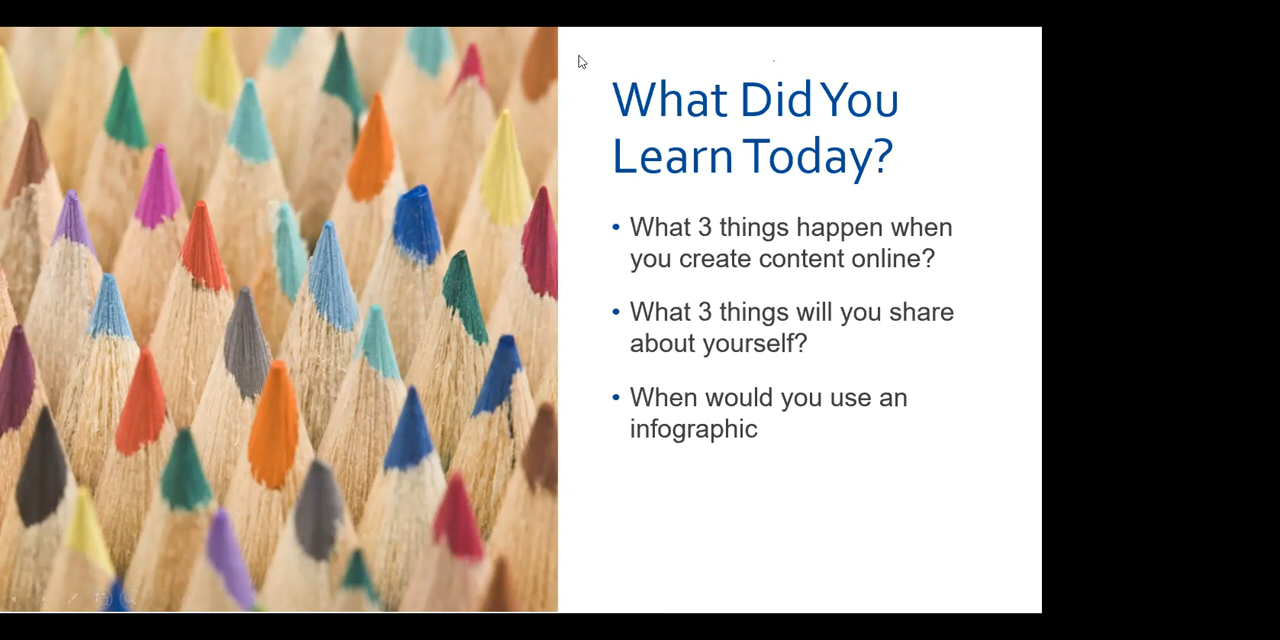 What Did You
Learn Today?
• What 3 things happen when
you create content online?
• What 3 things will you share
about yourself?
• When would you use an
infographic